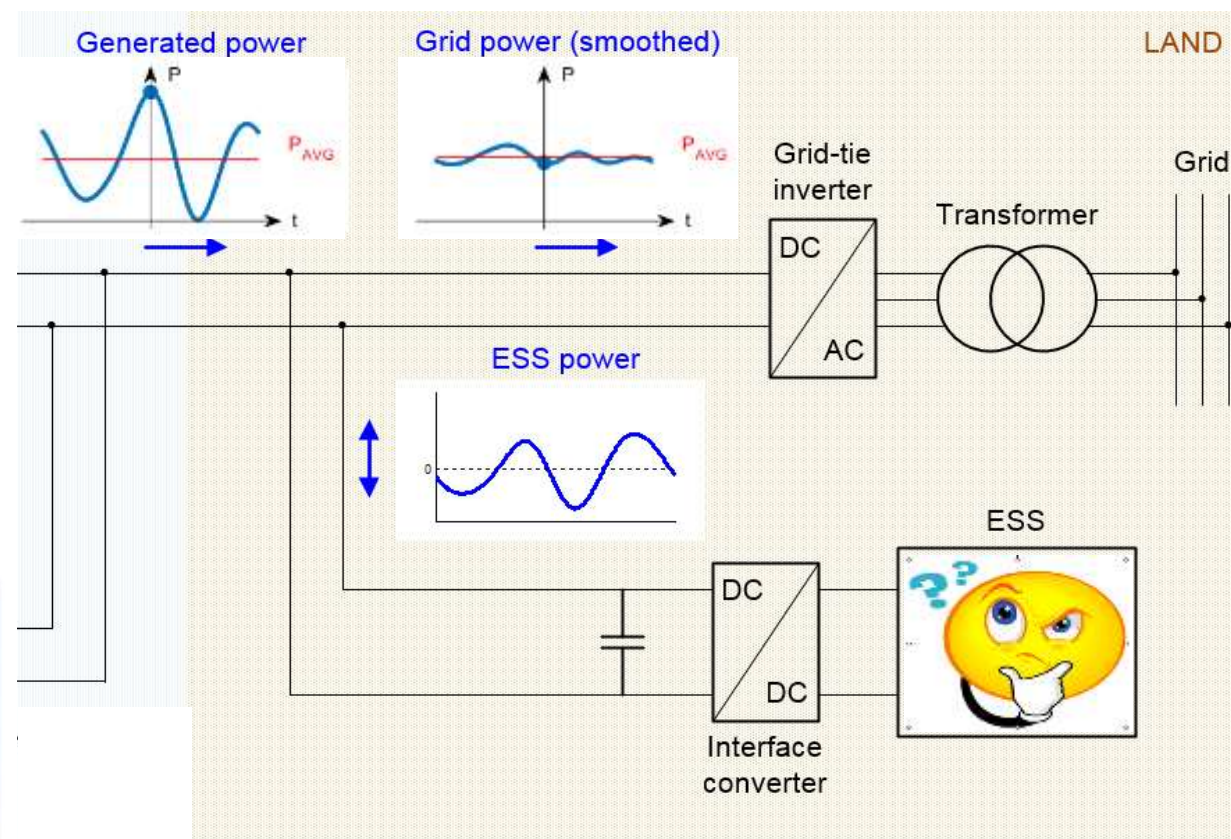 Generated power
Grid power (smoothed)
LAND
P
P
PAVG
PAVG
t
t
Grid-tie
inverter
Grid
Transformer
DC
AC
ESS power
0
ESS
DC
DC
? ?
Interface
converter